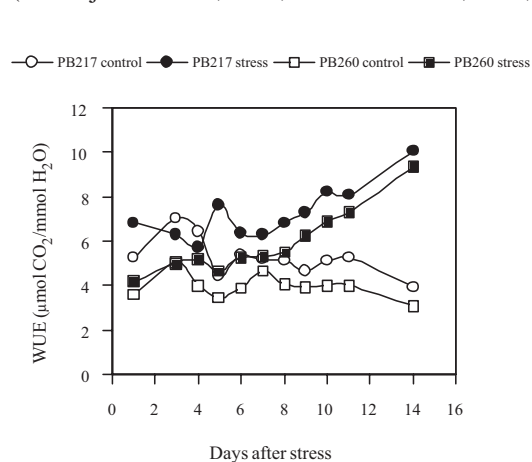 PB217 control PB217 stress PB260 control PB260 stress
12
10
8
6
4
2
0
WUE (μmol CO₂/mmol H₂O)
0 2 4 6 8 10 12 14 16
Days after stress